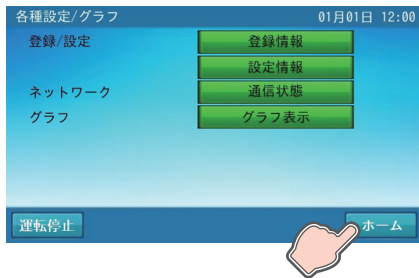 各種設定/グラフ 01月01日 12:00
登録/設定 登録情報
設定情報
ネットワーク 通信状態
グラフ グラフ表示
運転停止 ホーム